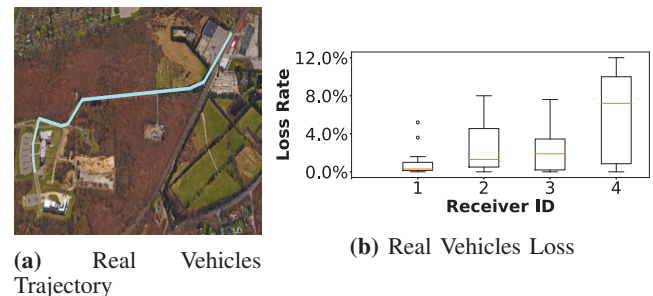 12.0%
8.0%
4.0%
0.0%
Loss Rate
1 2 3 4
Receiver ID
(a) Real Vehicles
Trajectory
(b) Real Vehicles Loss